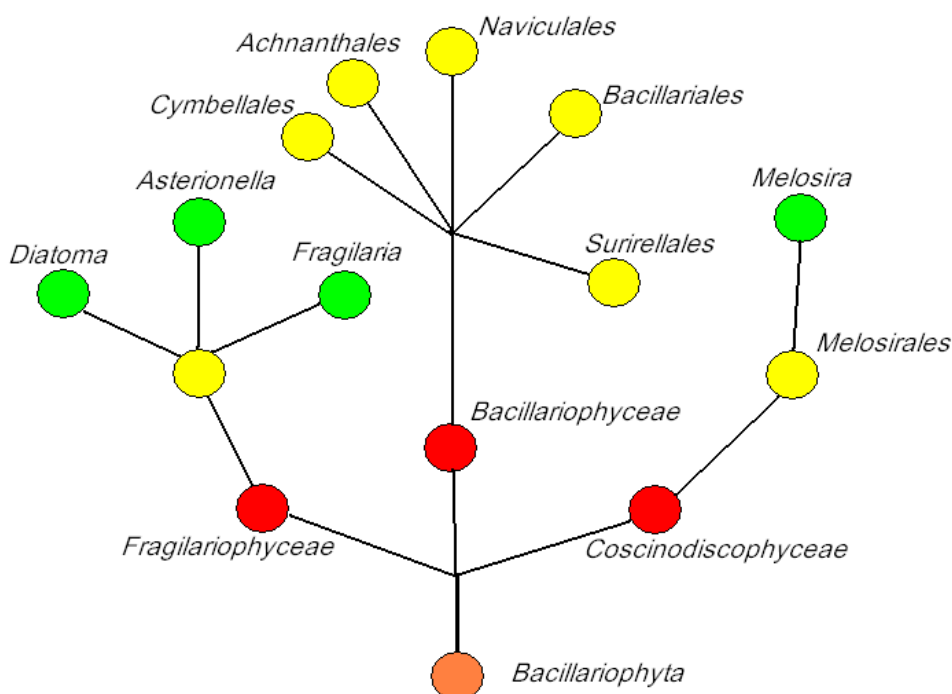 Naviculales
Achnanthales
Bacillariales
Cymbellales
Asterionella
Melosira
Diatoma
Fragilaria
Surirellales
Melosirales
Bacillariophyceae
Fragilariophyceae
Coscinodiscophyceae
Bacillariophyta